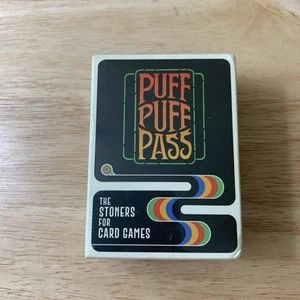 PUFF
PUFF
PASS
THE
STONERS
FOR
CARD GAMES